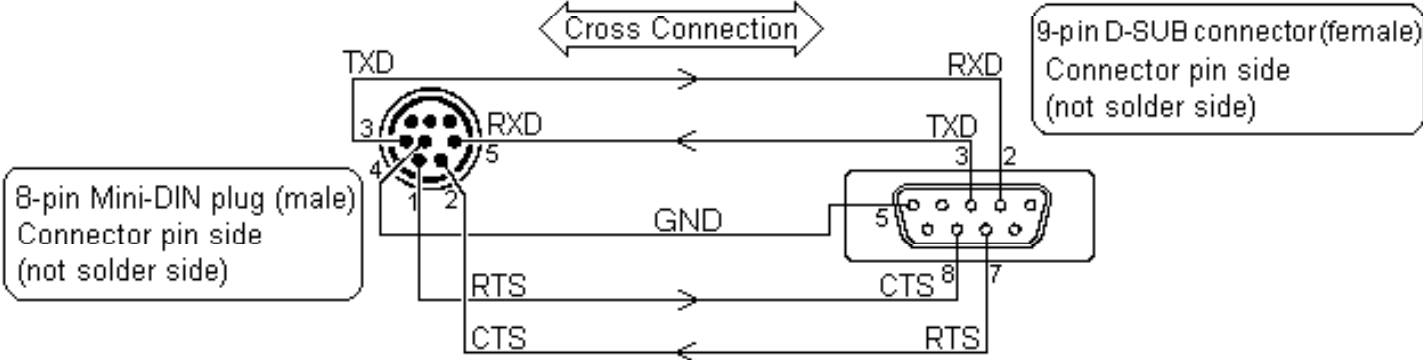 Cross Connection
9-pin D-SUB connector(female)
Connector pin side
(not solder side)
TXD
RXD
3
RXD
TXD
5
3
2
4
8-pin Mini-DIN plug (male)
Connector pin side
(not solder side)
1
2
GND
5
RTS
CTS
8
7
CTS
RTS